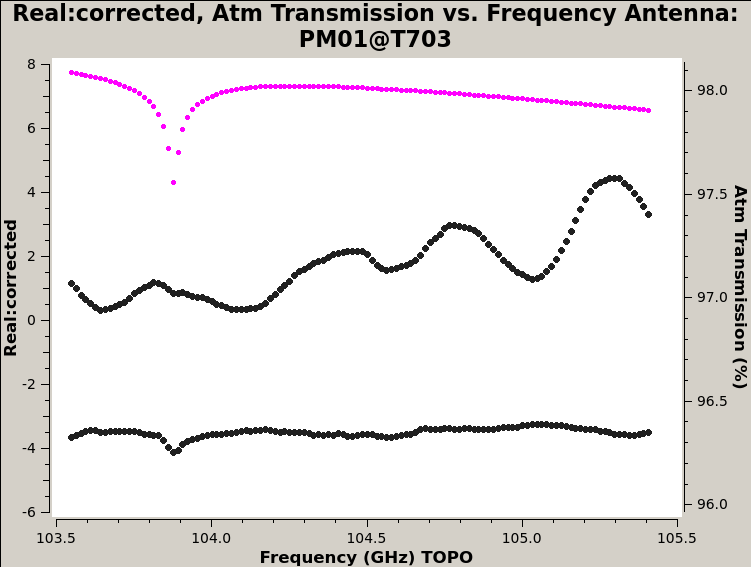 Real:corrected, Atm Transmission vs. Frequency Antenna:
PM01@T703
8
6
4
2
0
-2
-4
-6
Real:corrected
98.0
97.5
97.0
96.5
96.0
Atm Transmission (%)
103.5 104.0 104.5 105.0 105.5
Frequency (GHz) TOPO